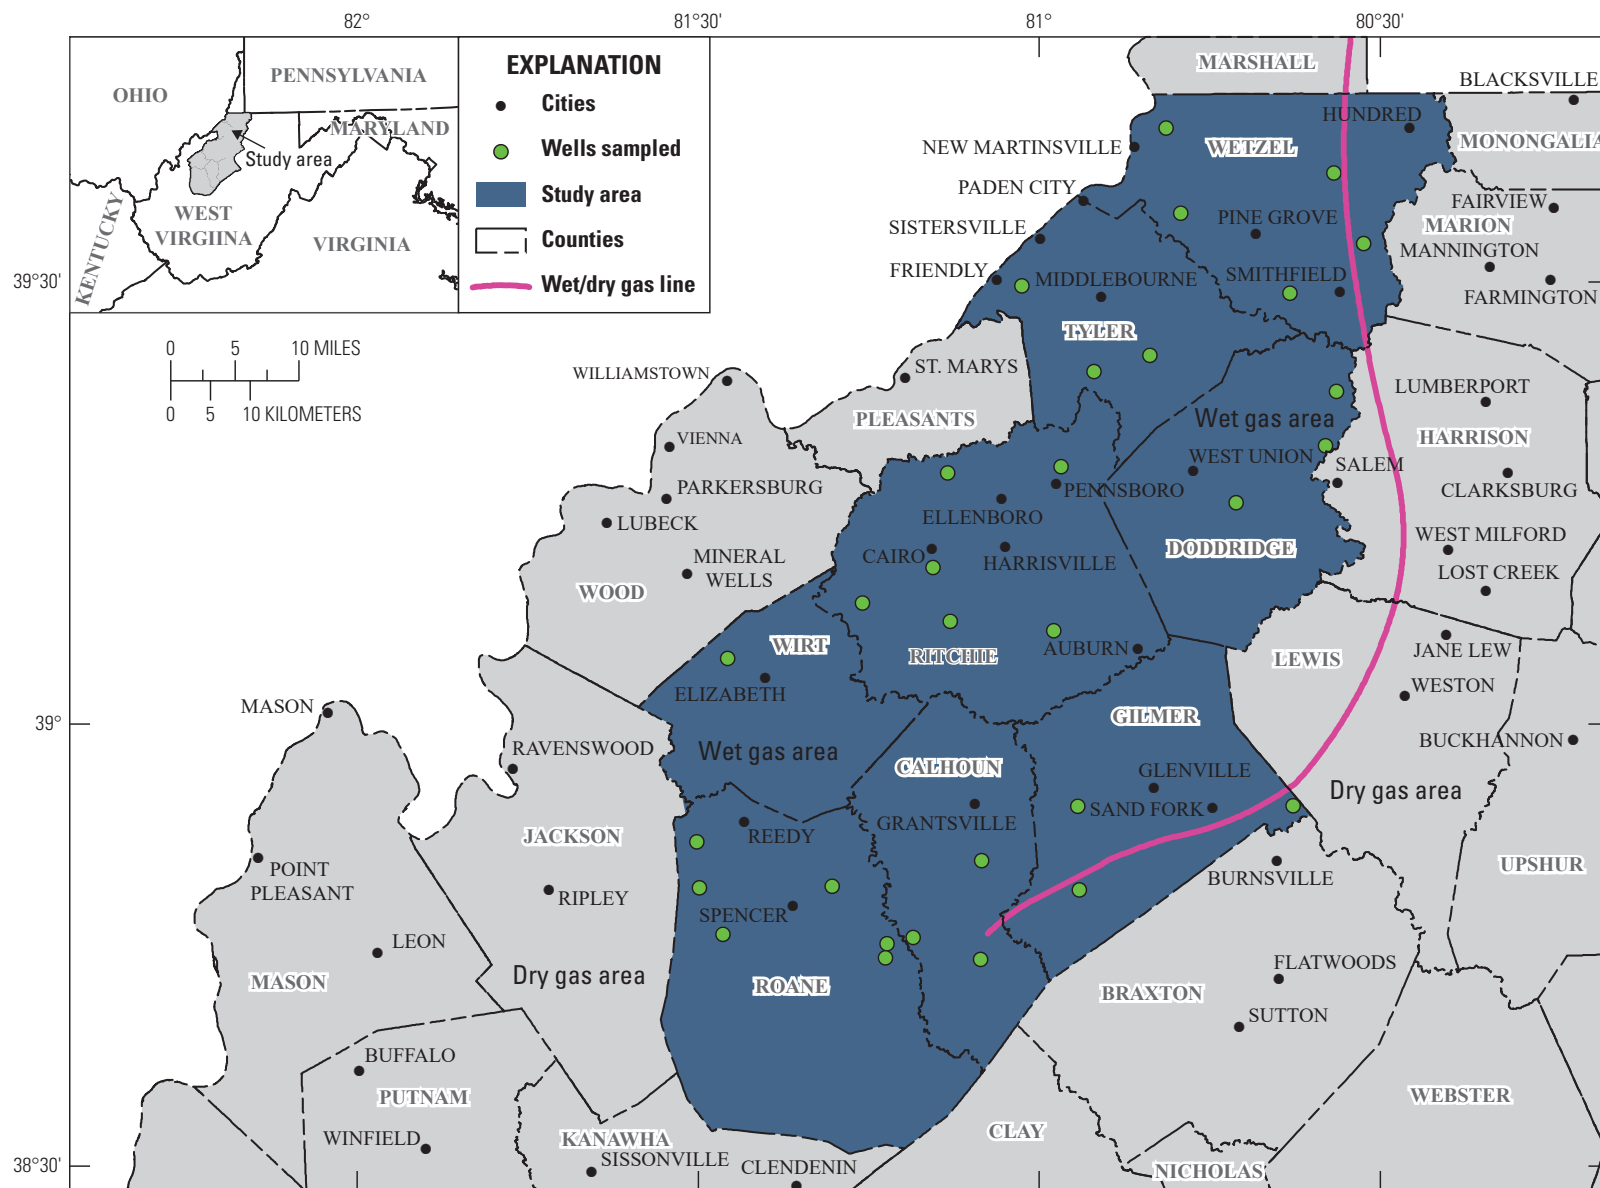 82°
81°30'
81°
80°30'
39°30'
39°
38°30'
OHIO
PENNSYLVANIA
MARYLAND
Study area
WEST
VIRGIINA
VIRGINIA
KENTUCKY
EXPLANATION
Cities
Wells sampled
Study area
Counties
Wet/dry gas line
0 5 10 MILES
0 5 10 KILOMETERS
MARSHALL
BLACKSVILLE
HUNDRED
MONONGALIA
NEW MARTINSVILLE
WETZEL
PADEN CITY
FAIRVIEW
SISTERSVILLE
PINE GROVE
MARION
MANNINGTON
FRIENDLY
MIDDLEBOURNE
SMITHFIELD
FARMINGTON
TYLER
WILLIAMSTOWN
ST. MARYS
LUMBERPORT
PLEASANTS
Wet gas area
HARRISON
VIENNA
WEST UNION
SALEM
PARKERSBURG
PENNSBORO
CLARKSBURG
LUBECK
ELLENBORO
WEST MILFORD
CAIRO
HARRISVILLE
DODDRIDGE
MINERAL
WELLS
LOST CREEK
WOOD
WIRT
RITCHIE
AUBURN
LEWIS
JANE LEW
ELIZABETH
WESTON
MASON
GILMER
RAVENSWOOD
Wet gas area
BUCKHANNON
CALHOUN
GLENVILLE
Dry gas area
SAND FORK
GRANTSVILLE
JACKSON
REEDY
UPSHUR
POINT
PLEASANT
BURNSVILLE
RIPLEY
SPENCER
LEON
FLATWOODS
Dry gas area
MASON
ROANE
BRAXTON
SUTTON
BUFFALO
PUTNAM
WEBSTER
WINFIELD
KANAWHA
CLAY
SISSONVILLE
CLENDENIN
NICHOLAS